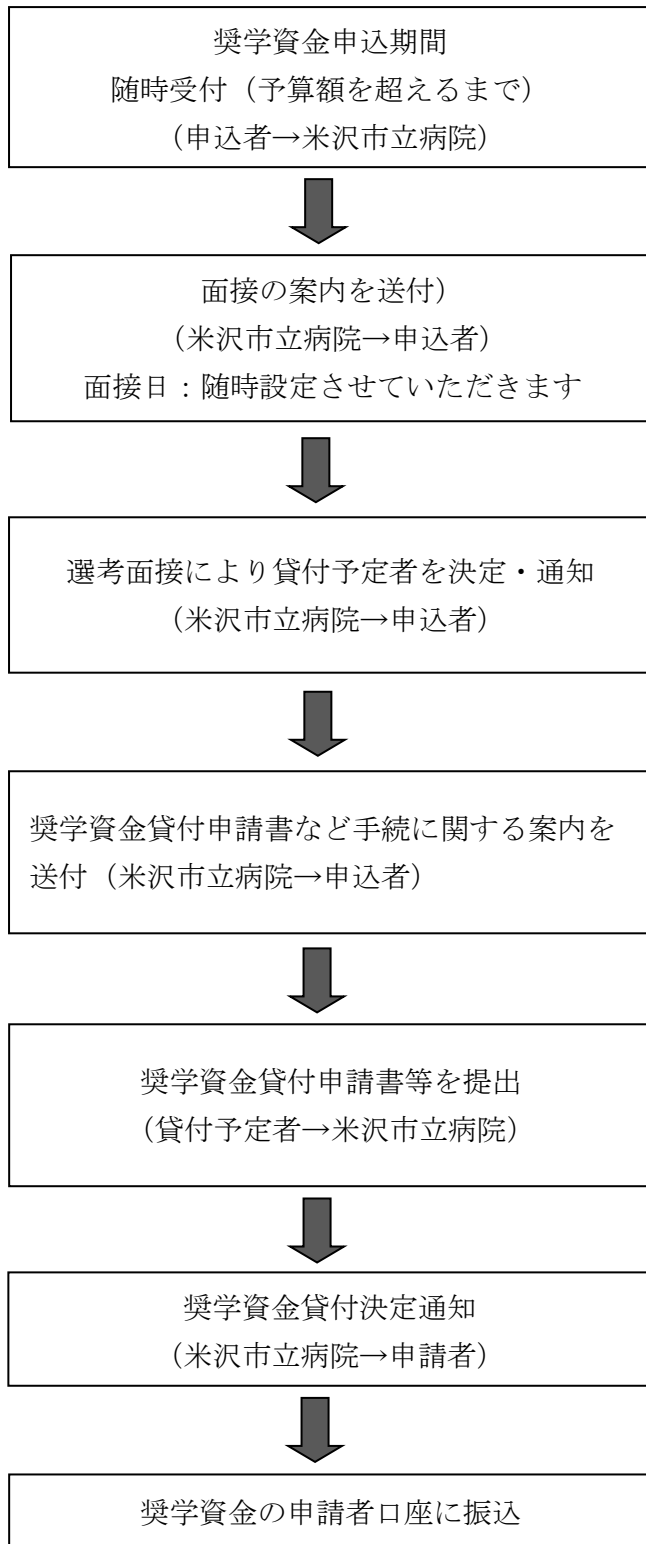 奨学資金申込期間
随時受付（予算額を超えるまで）
（申込者→米沢市立病院）
面接の案内を送付）
（米沢市立病院→申込者）
面接日：随時設定させていただきます
選考面接により貸付予定者を決定・通知
（米沢市立病院→申込者）
奨学資金貸付申請書など手続に関する案内を
送付（米沢市立病院→申込者）
奨学資金貸付申請書等を提出
（貸付予定者→米沢市立病院）
奨学資金貸付決定通知
（米沢市立病院→申請者）
奨学資金の申請者口座に振込